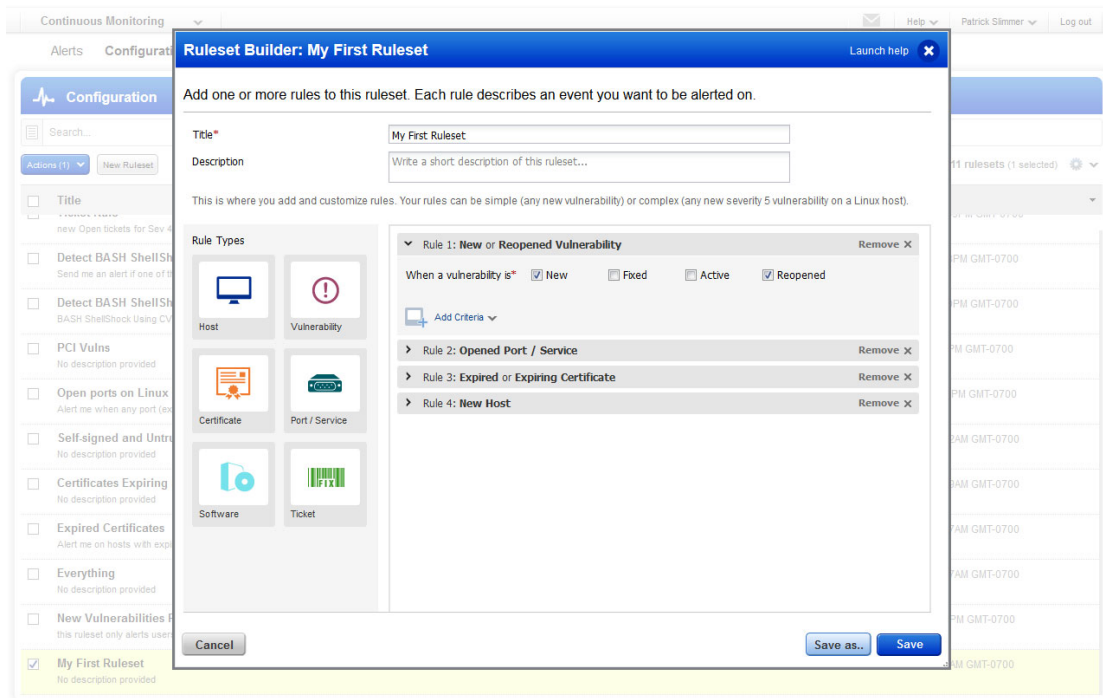 Continuous Monitoring
Help
Patrick Slimmer
Log out
Alerts
Ruleset Builder: My First Ruleset
Launch help
Configuration
Add one or more rules to this ruleset. Each rule describes an event you want to be alerted on.
Search...
Title*
My First Ruleset
Description
Write a short description of this ruleset...
Actions (1)
New Ruleset
11 rulesets (1 selected)
Title
This is where you add and customize rules. Your rules can be simple (any new vulnerability) or complex (any new severity 5 vulnerability on a Linux host).
new Open tickets for Sev 4
Rule Types
Host
Vulnerability
Certificate
Port / Service
Software
FIX
Ticket
Rule 1: New or Reopened Vulnerability
Remove X
When a vulnerability is*
New
Fixed
Active
Reopened
Add Criteria
Rule 2: Opened Port / Service
Remove X
Rule 3: Expired or Expiring Certificate
Remove X
Rule 4: New Host
Remove X
Detect BASH ShellSh
Send me an alert if one of
PM GMT-0700
Detect BASH ShellSh
BASH ShellShock Using CV
PM GMT-0700
PCI Vulns
No description provided
PM GMT-0700
Open ports on Linux
Alert me when any port (ex
PM GMT-0700
Self-signed and Untru
No description provided
AM GMT-0700
Certificates Expiring
No description provided
AM GMT-0700
Expired Certificates
Alert me on hosts with expi
AM GMT-0700
Everything
No description provided
AM GMT-0700
New Vulnerabilities
this ruleset only alerts user
PM GMT-0700
Cancel
Save as..
Save
My First Ruleset
No description provided
AM GMT-0700